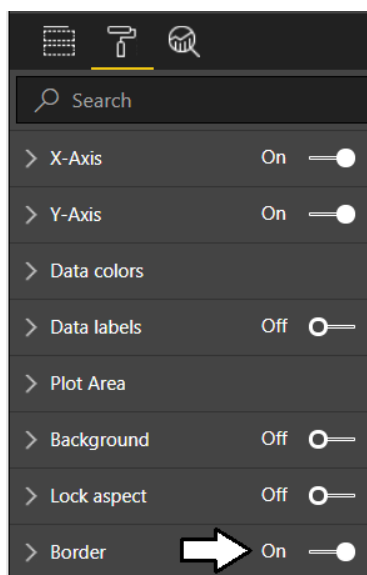 Search
X-Axis On
Y-Axis On
Data colors
Data labels Off
Plot Area
Background Off
Lock aspect Off
Border On